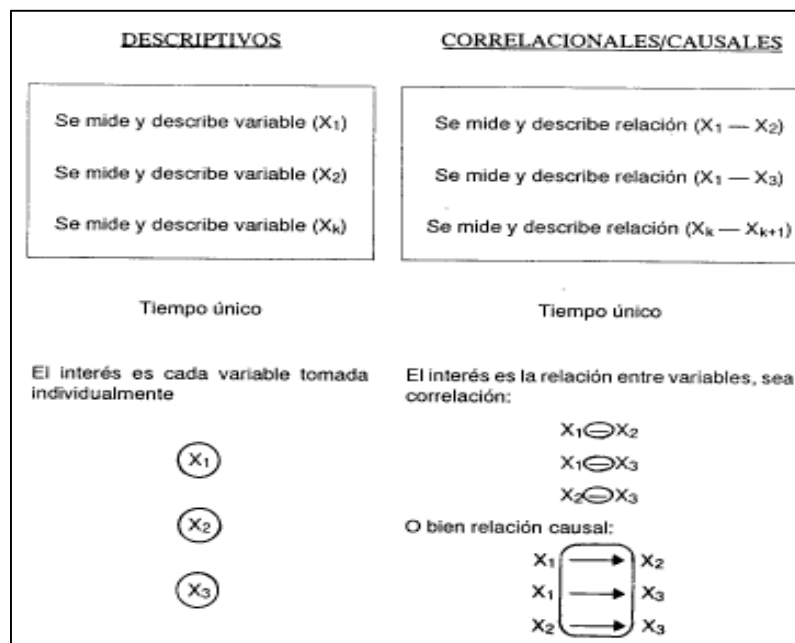 DESCRIPTIVOS
Se mide y describe variable (X₁)
Se mide y describe variable (X₂)
Se mide y describe variable (Xₖ)
Tiempo único
El interés es cada variable tomada
individualmente
X₁
X₂
X₃
CORRELACIONALES/CAUSALES
Se mide y describe relación (X₁ — X₂)
Se mide y describe relación (X₁ — X₃)
Se mide y describe relación (Xₖ — Xₖ₊₁)
Tiempo único
El interés es la relación entre variables, sea
correlación:
X₁ — X₂
X₁ — X₃
X₂ — X₃
O bien relación causal:
X₁ → X₂
X₁ → X₃
X₂ → X₃